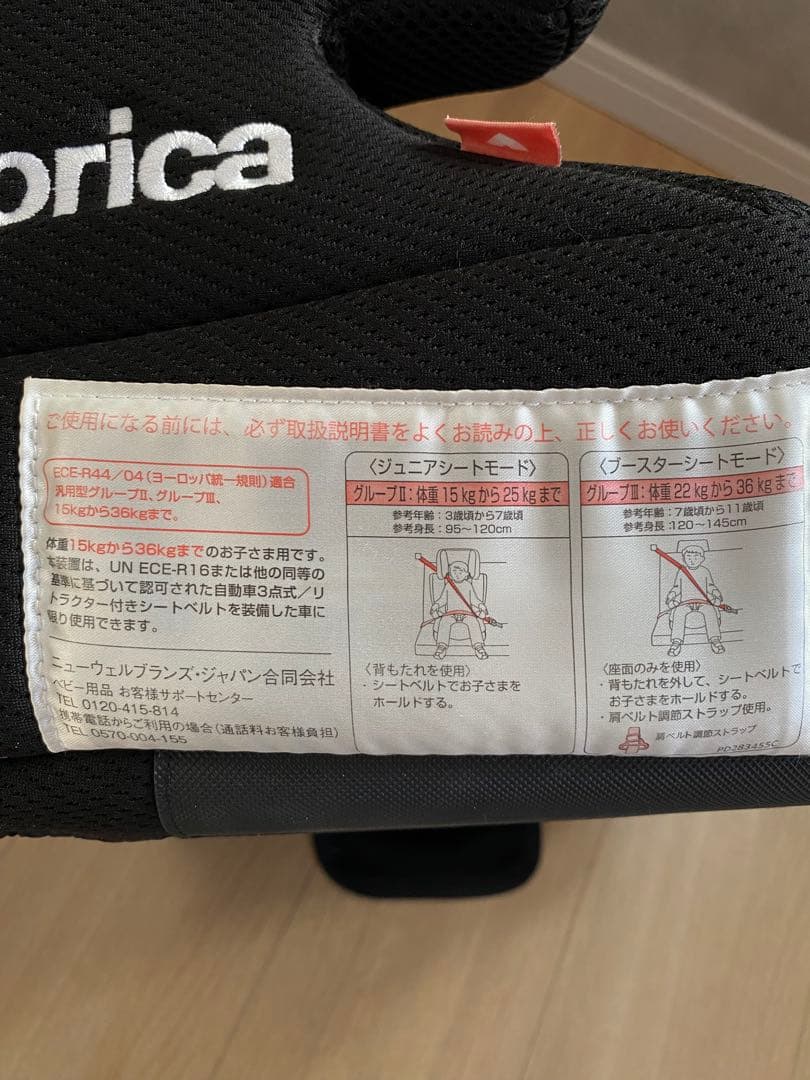 orica
ご使用になる前には、必ず取扱説明書をよくお読みの上、正しくお使いください。
ECE-R44/04(ヨーロッパ統一規則)適合
汎用型グループⅡ、グループⅢ、
15kgから36kgまで。
体重15kgから36kgまでのお子さま用です。
本装置は、UN ECE-R16または他の同等の
基準に基づいて認可された自動車3点式/リ
トラクター付きシートベルトを装備した車に
限り使用できます。
ニューウェルブランズ・ジャパン合同会社
ベビー用品 お客様サポートセンター
TEL 0120-415-814
携帯電話からご利用の場合(通話料お客様負担)
TEL 0570-004-155
〈ジュニアシートモード〉
グループⅡ:体重15kgから25kgまで
参考年齢:3歳頃から7歳頃
参考身長:95〜120cm
〈背もたれを使用〉
・シートベルトでお子さまを
ホールドする。
〈ブースターシートモード〉
グループⅢ:体重22kgから36kgまで
参考年齢:7歳頃から11歳頃
参考身長:120〜145cm
〈座面のみを使用〉
・背もたれを外して、シートベルトで
お子さまをホールドする。
・肩ベルト調節ストラップ使用。
肩ベルト調節ストラップ
PD283455C